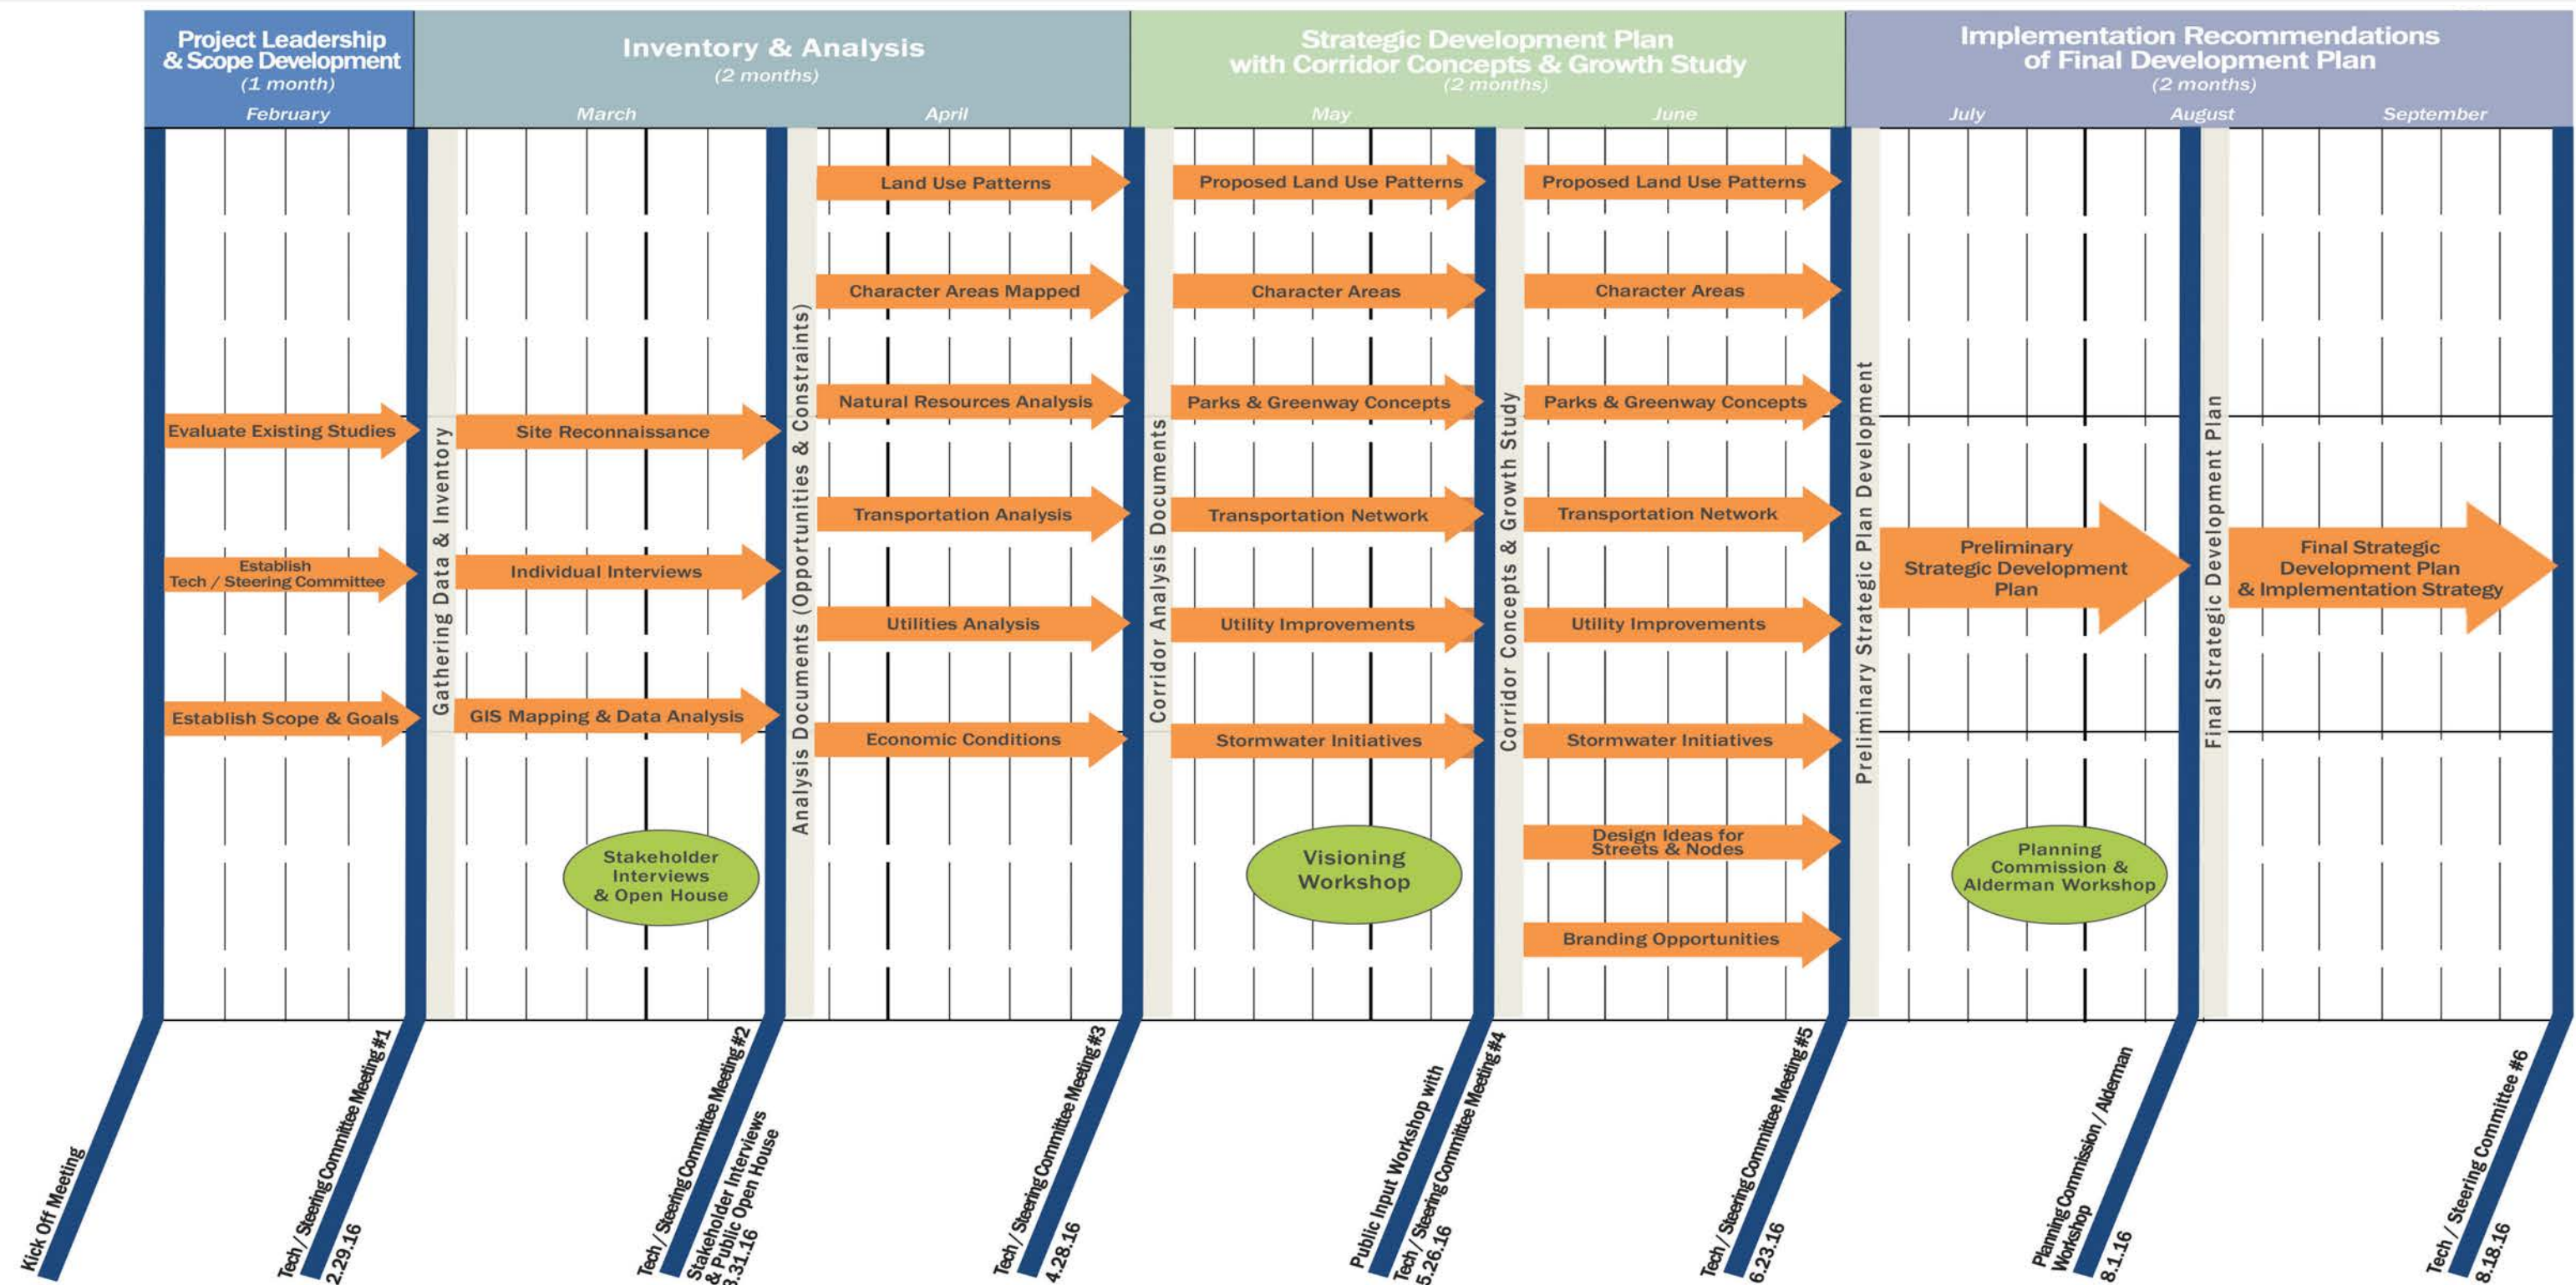 Project Leadership
& Scope Development
(1 month)
February
Inventory & Analysis
(2 months)
March
April
Strategic Development Plan
with Corridor Concepts & Growth Study
(2 months)
May
June
Implementation Recommendations
of Final Development Plan
(2 months)
July
August
September
Evaluate Existing Studies
Establish
Tech / Steering Committee
Establish Scope & Goals
Gathering Data & Inventory
Site Reconnaissance
Individual Interviews
GIS Mapping & Data Analysis
Stakeholder
Interviews
& Open House
Analysis Documents (Opportunities & Constraints)
Land Use Patterns
Character Areas Mapped
Natural Resources Analysis
Transportation Analysis
Utilities Analysis
Economic Conditions
Corridor Analysis Documents
Proposed Land Use Patterns
Character Areas
Parks & Greenway Concepts
Transportation Network
Utility Improvements
Stormwater Initiatives
Visioning
Workshop
Corridor Concepts & Growth Study
Proposed Land Use Patterns
Character Areas
Parks & Greenway Concepts
Transportation Network
Utility Improvements
Stormwater Initiatives
Design Ideas for
Streets & Nodes
Branding Opportunities
Preliminary Strategic Plan Development
Preliminary
Strategic Development
Plan
Planning
Commission &
Alderman Workshop
Final Strategic Development Plan
Final Strategic
Development Plan
& Implementation Strategy
Kick Off Meeting
Tech / Steering Committee Meeting #1
2.29.16
Tech / Steering Committee Meeting #2
Stakeholder Interviews
& Public Open House
3.31.16
Tech / Steering Committee Meeting #3
4.28.16
Public Input Workshop with
Tech / Steering Committee Meeting #4
5.26.16
Tech / Steering Committee Meeting #5
6.23.16
Planning Commission / Alderman
Workshop
8.1.16
Tech / Steering Committee #6
8.18.16